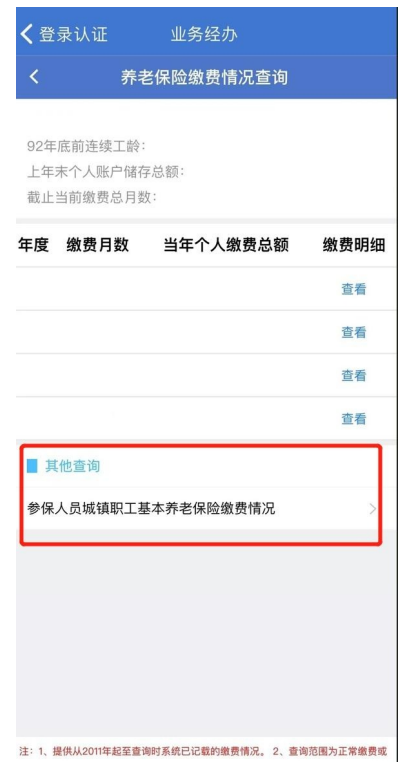 登录认证 业务经办
养老保险缴费情况查询
92年底前连续工龄：
上年末个人账户储存总额：
截止当前缴费总月数：
年度 缴费月数 当年个人缴费总额 缴费明细
查看
查看
查看
查看
其他查询
参保人员城镇职工基本养老保险缴费情况
注：1、提供从2011年起至查询时系统已记载的缴费情况。 2、查询范围为正常缴费或